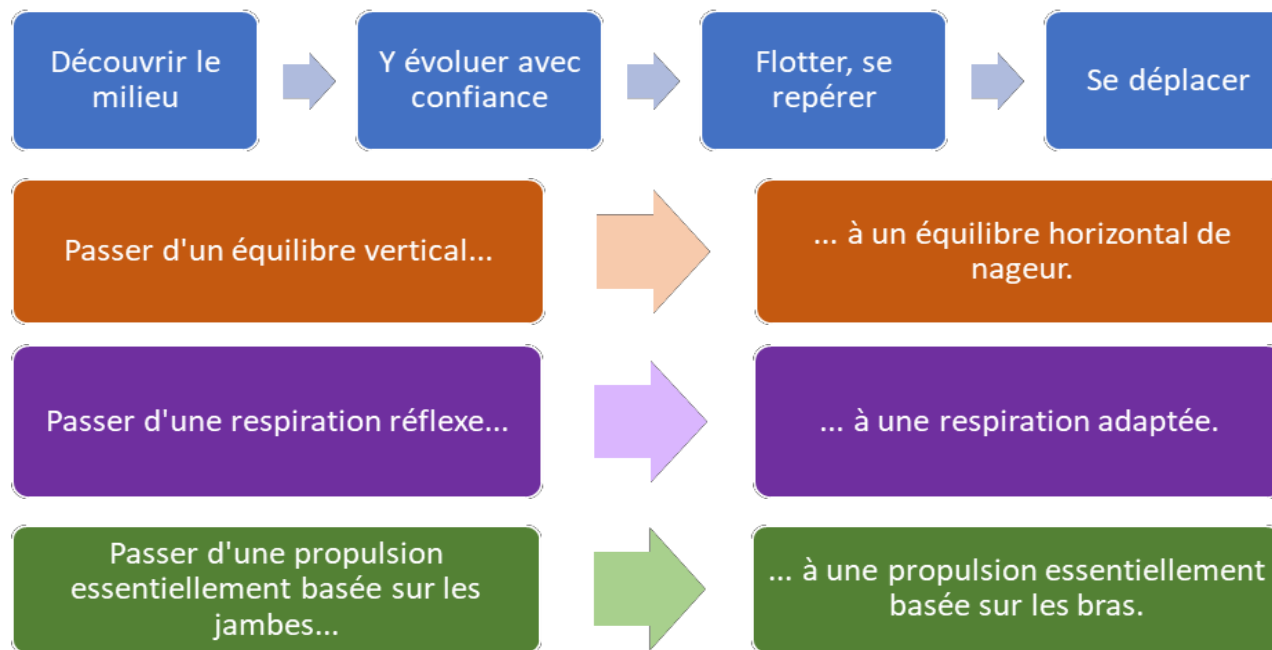 Découvrir le
milieu
Y évoluer avec
confiance
Flotter, se
repérer
Se déplacer
Passer d'un équilibre vertical...
... à un équilibre horizontal de
nageur.
Passer d'une respiration réflexe...
... à une respiration adaptée.
Passer d'une propulsion
essentiellement basée sur les
jambes...
... à une propulsion essentiellement
basée sur les bras.